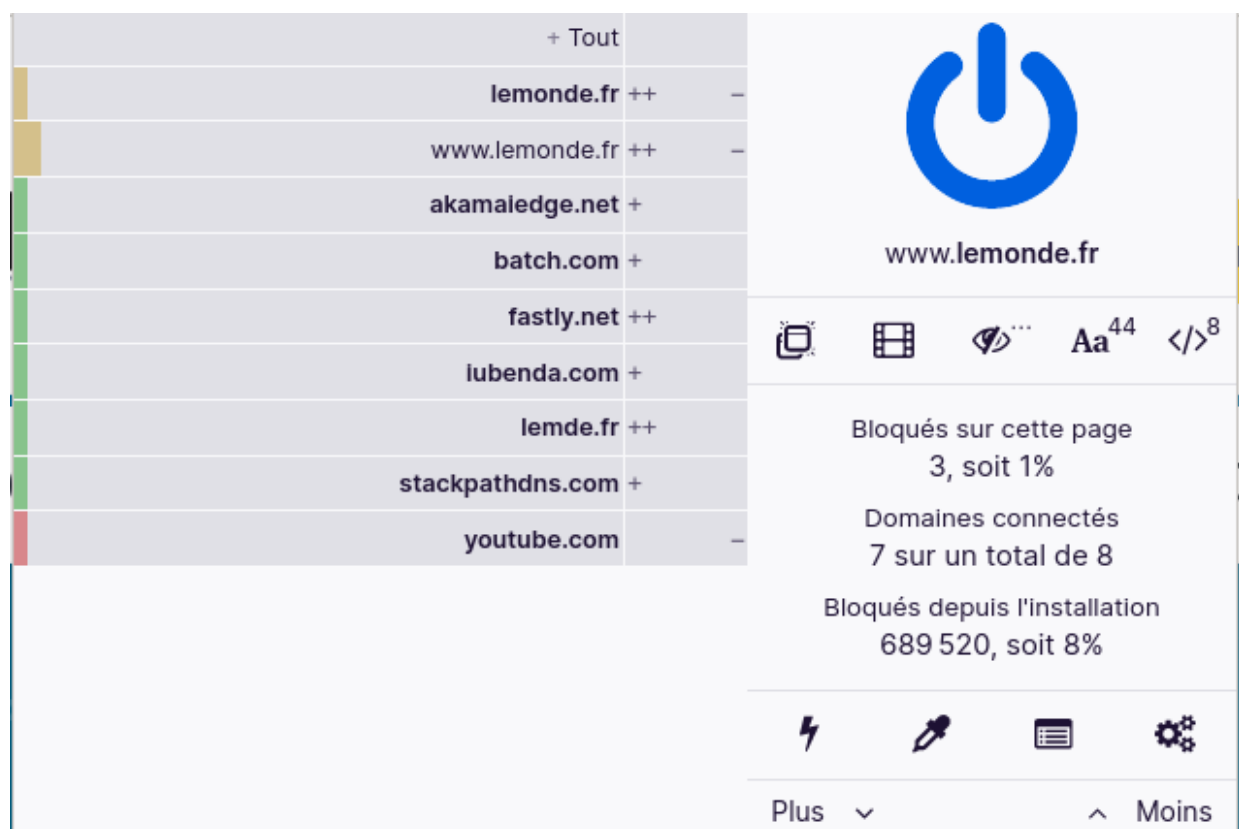 + Tout
lemonde.fr ++ –
www.lemonde.fr ++ –
akamaiedge.net +
batch.com +
fastly.net ++
iubenda.com +
lemde.fr ++
stackpathdns.com +
youtube.com –
www.lemonde.fr
... Aa 44 </> 8
Bloqués sur cette page
3, soit 1%
Domaines connectés
7 sur un total de 8
Bloqués depuis l'installation
689 520, soit 8%
Plus Moins